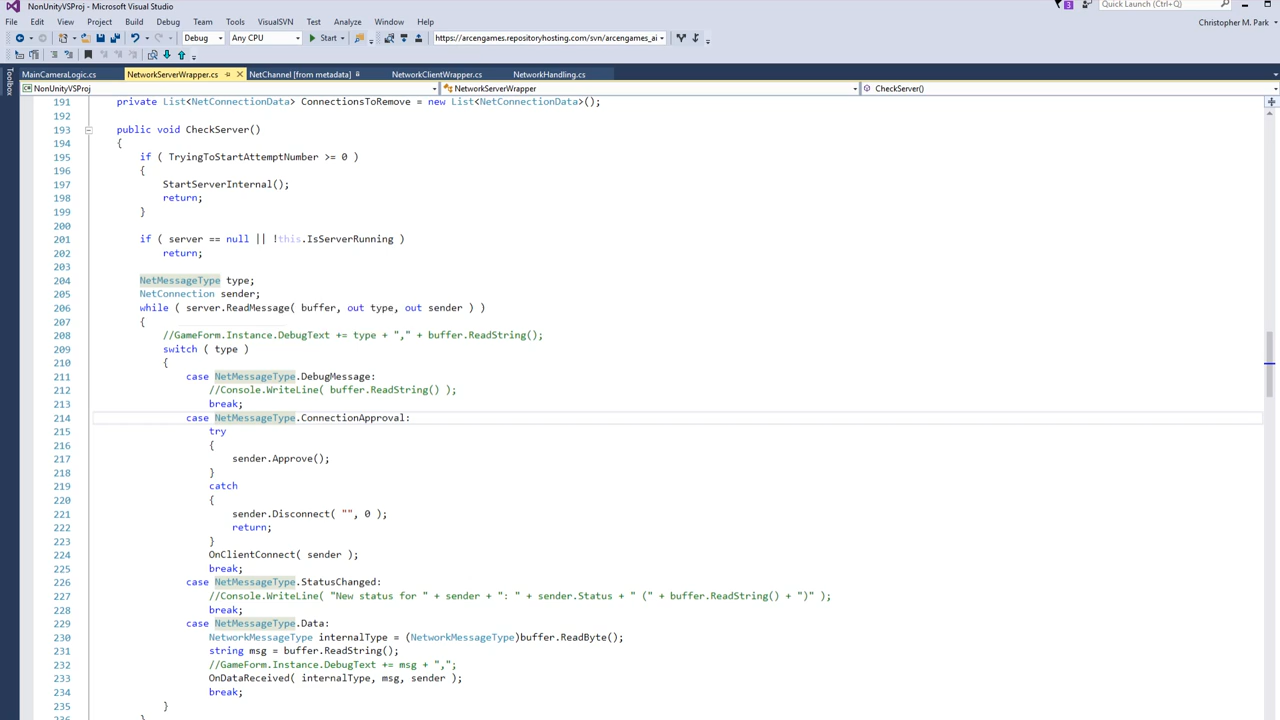 NonUnityVSProj - Microsoft Visual Studio
3
Quick Launch (Ctrl+Q)
File Edit View Project Build Debug Team Tools VisualSVN Test Analyze Window Help
Christopher M. Park
Debug Any CPU Start https://arcengames.repositoryhosting.com/svn/arcengames_ai
Toolbox
MainCameraLogic.cs NetworkServerWrapper.cs NetChannel [from metadata] NetworkClientWrapper.cs NetworkHandling.cs
NonUnityVSProj NetworkServerWrapper CheckServer()
191 private List<NetConnectionData> ConnectionsToRemove = new List<NetConnectionData>();
192
193 public void CheckServer()
194 {
195 if ( TryingToStartAttemptNumber >= 0 )
196 {
197 StartServerInternal();
198 return;
199 }
200
201 if ( server == null || !this.IsServerRunning )
202 return;
203
204 NetMessageType type;
205 NetConnection sender;
206 while ( server.ReadMessage( buffer, out type, out sender ) )
207 {
208 //GameForm.Instance.DebugText += type + "," + buffer.ReadString();
209 switch ( type )
210 {
211 case NetMessageType.DebugMessage:
212 //Console.WriteLine( buffer.ReadString() );
213 break;
214 case NetMessageType.ConnectionApproval:
215 try
216 {
217 sender.Approve();
218 }
219 catch
220 {
221 sender.Disconnect( "", 0 );
222 return;
223 }
224 OnClientConnect( sender );
225 break;
226 case NetMessageType.StatusChanged:
227 //Console.WriteLine( "New status for " + sender + ": " + sender.Status + " (" + buffer.ReadString() + ")" );
228 break;
229 case NetMessageType.Data:
230 NetworkMessageType internalType = (NetworkMessageType)buffer.ReadByte();
231 string msg = buffer.ReadString();
232 //GameForm.Instance.DebugText += msg + ",";
233 OnDataReceived( internalType, msg, sender );
234 break;
235 }
236 }